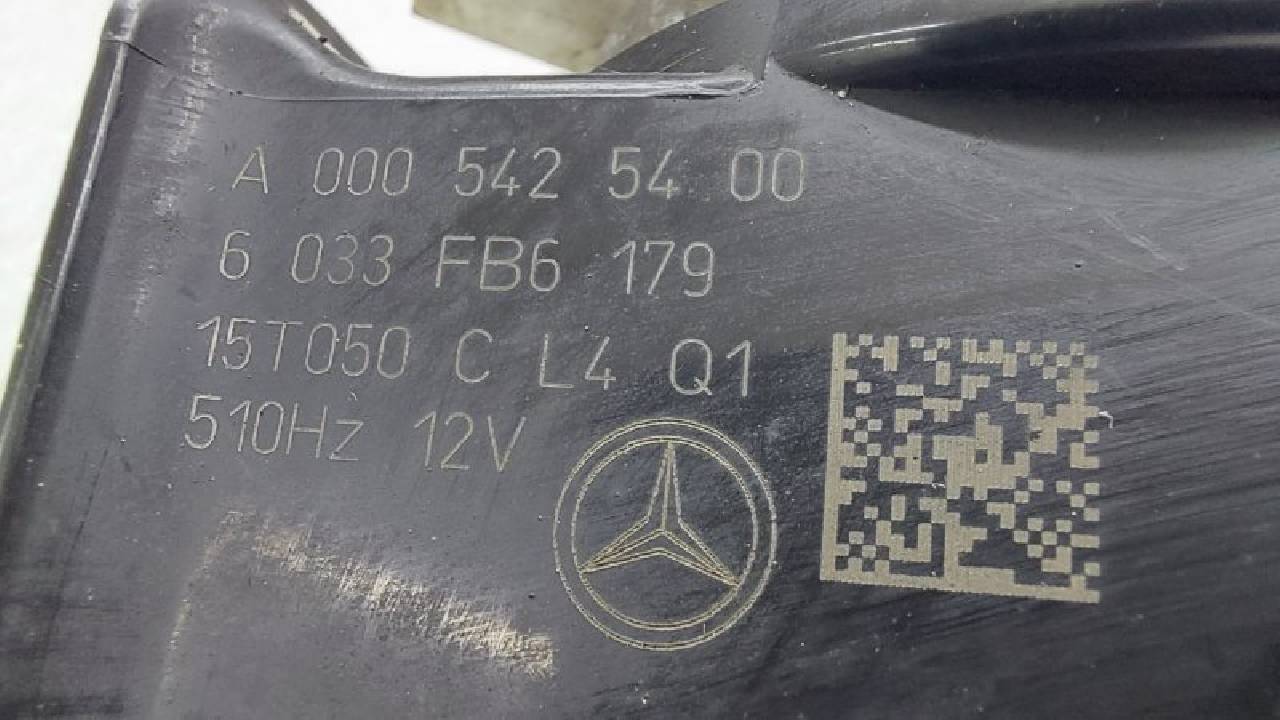 A 000 542 54 00
6 033 FB6 179
15T050 C L4 Q1
510Hz 12V